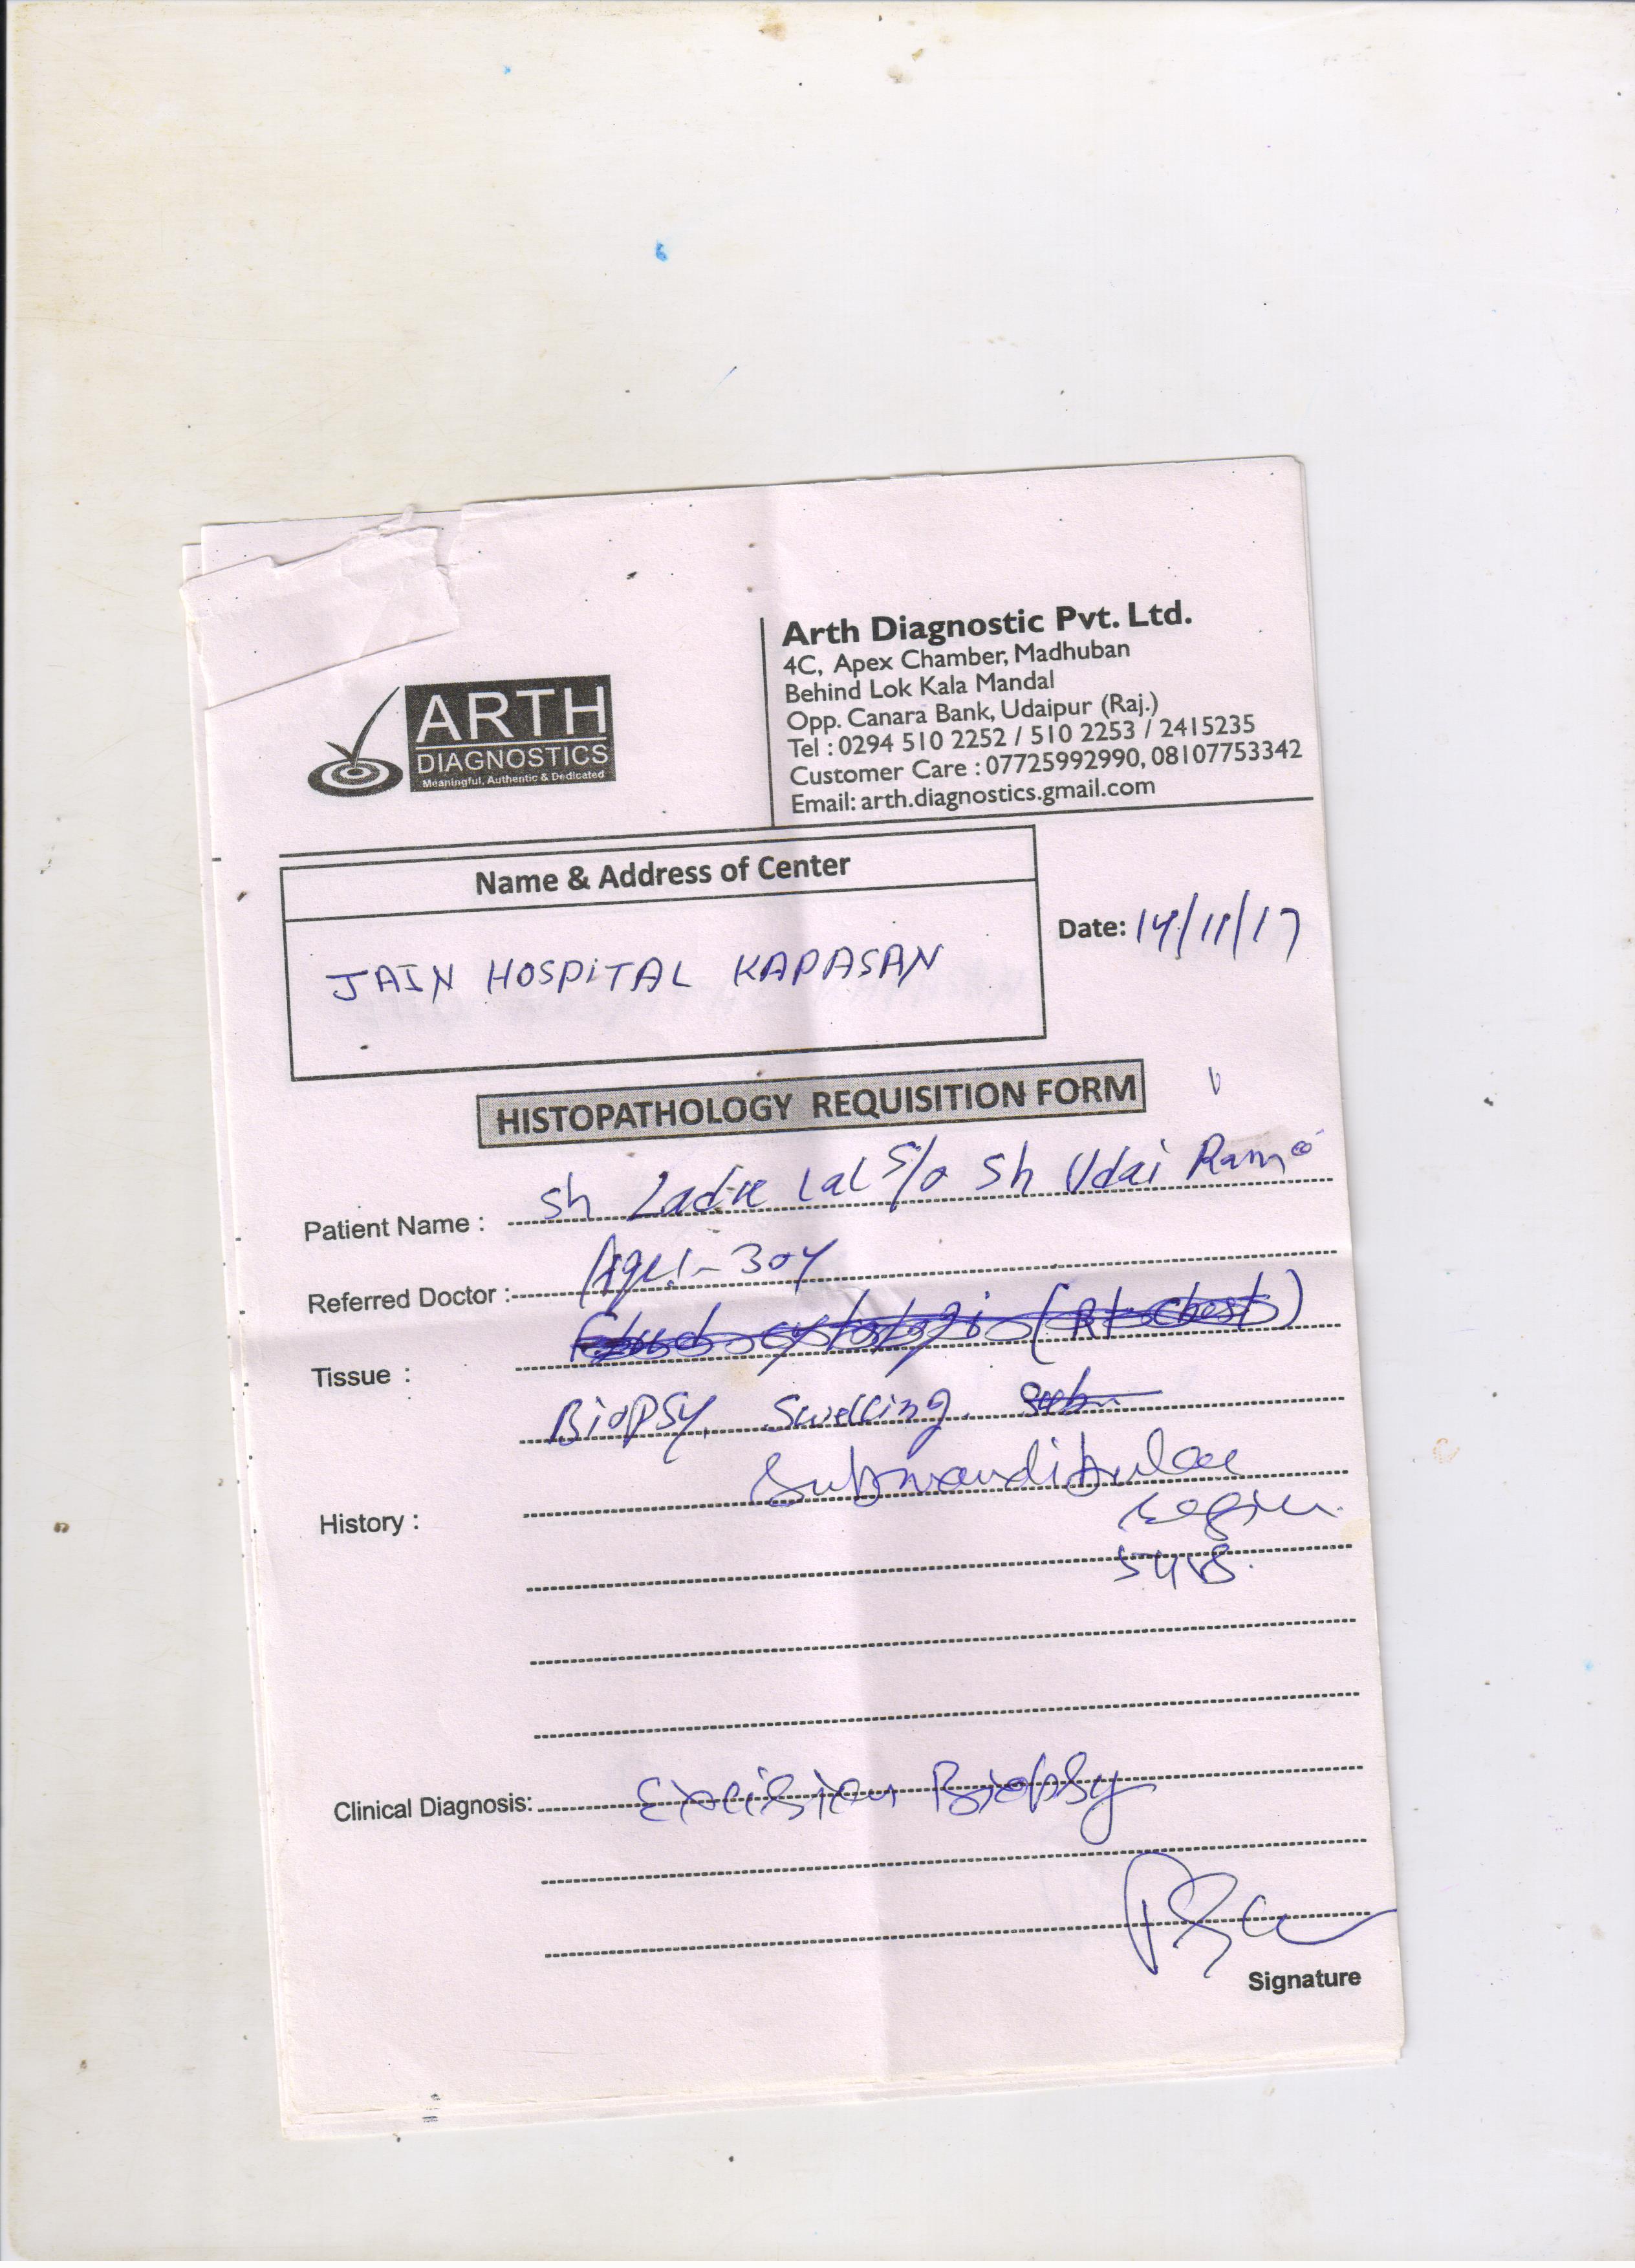 ARTH
DIAGNOSTICS
Meaningful, Authentic & Dedicated
Arth Diagnostic Pvt. Ltd.
4C, Apex Chamber, Madhuban
Behind Lok Kala Mandal
Opp. Canara Bank, Udaipur (Raj.)
Tel : 0294 510 2252 / 510 2253 / 2415235
Customer Care : 07725992990, 08107753342
Email: arth.diagnostics.gmail.com
Name & Address of Center
JAIN HOSPITAL KAPASAN
Date: 14/11/17
HISTOPATHOLOGY REQUISITION FORM
Patient Name : Sh Ladu Lal S/o Sh Udai Ram
Referred Doctor : Age:- 30Y
Tissue : (Rt chest)
Biopsy. Swelling.
Submandibular
History : region
Clinical Diagnosis: Excision Biopsy
Signature